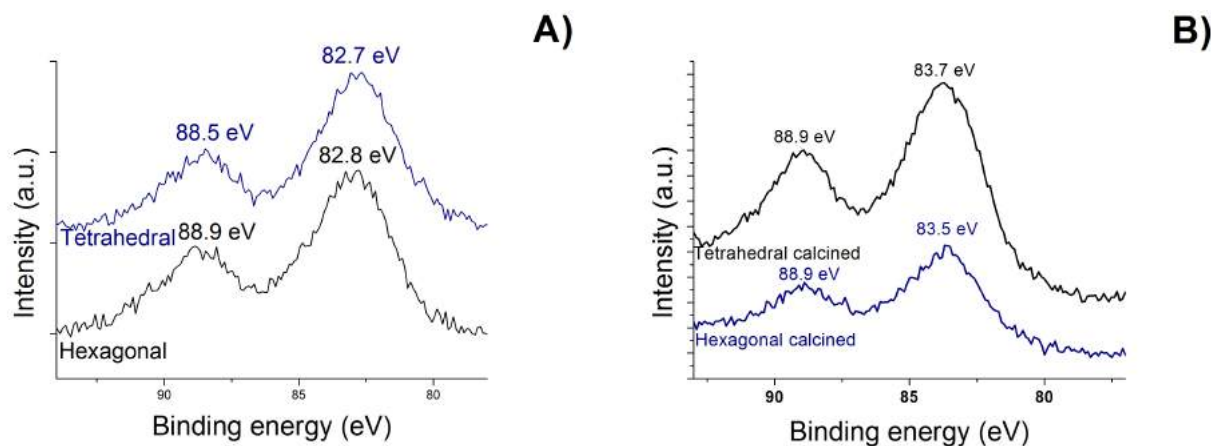 A)
82.7 eV
88.5 eV
82.8 eV
Tetrahedral
88.9 eV
Hexagonal
Intensity (a.u.)
90 85 80
Binding energy (eV)
B)
83.7 eV
88.9 eV
Tetrahedral calcined
83.5 eV
88.9 eV
Hexagonal calcined
Intensity (a.u.)
90 85 80
Binding energy (eV)